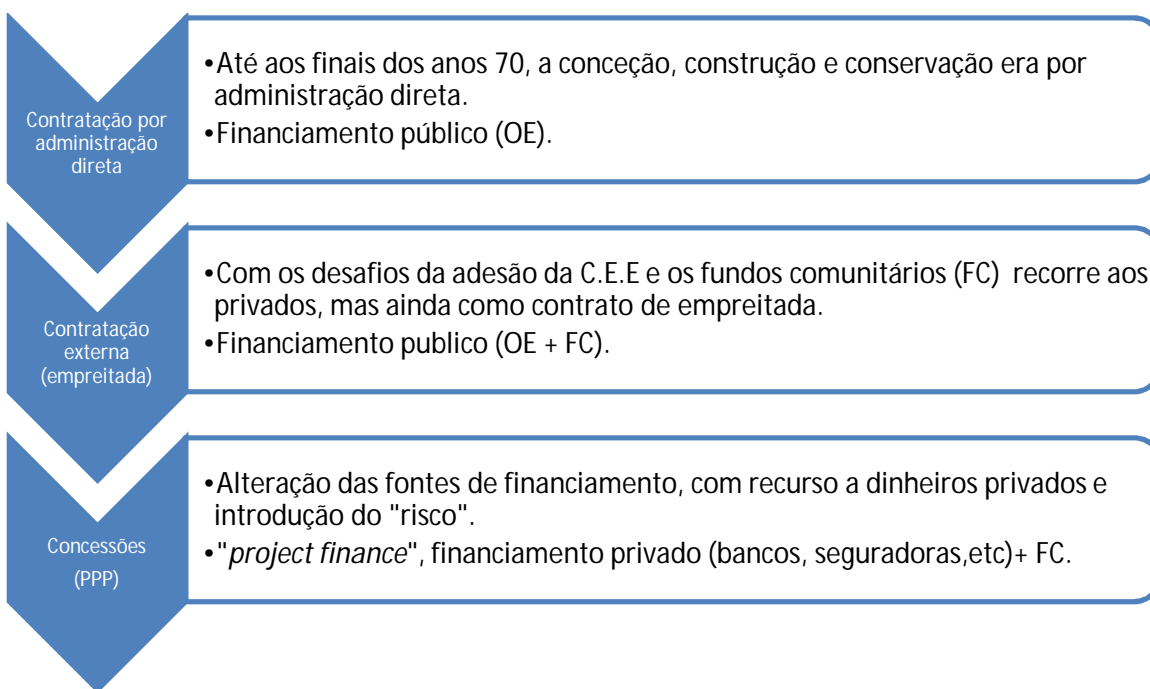 Contratação por
administração
direta
•Até aos finais dos anos 70, a conceção, construção e conservação era por
administração direta.
•Financiamento público (OE).
Contratação
externa
(empreitada)
•Com os desafios da adesão da C.E.E e os fundos comunitários (FC) recorre aos
privados, mas ainda como contrato de empreitada.
•Financiamento publico (OE + FC).
Concessões
(PPP)
•Alteração das fontes de financiamento, com recurso a dinheiros privados e
introdução do "risco".
•"project finance", financiamento privado (bancos, seguradoras,etc)+ FC.